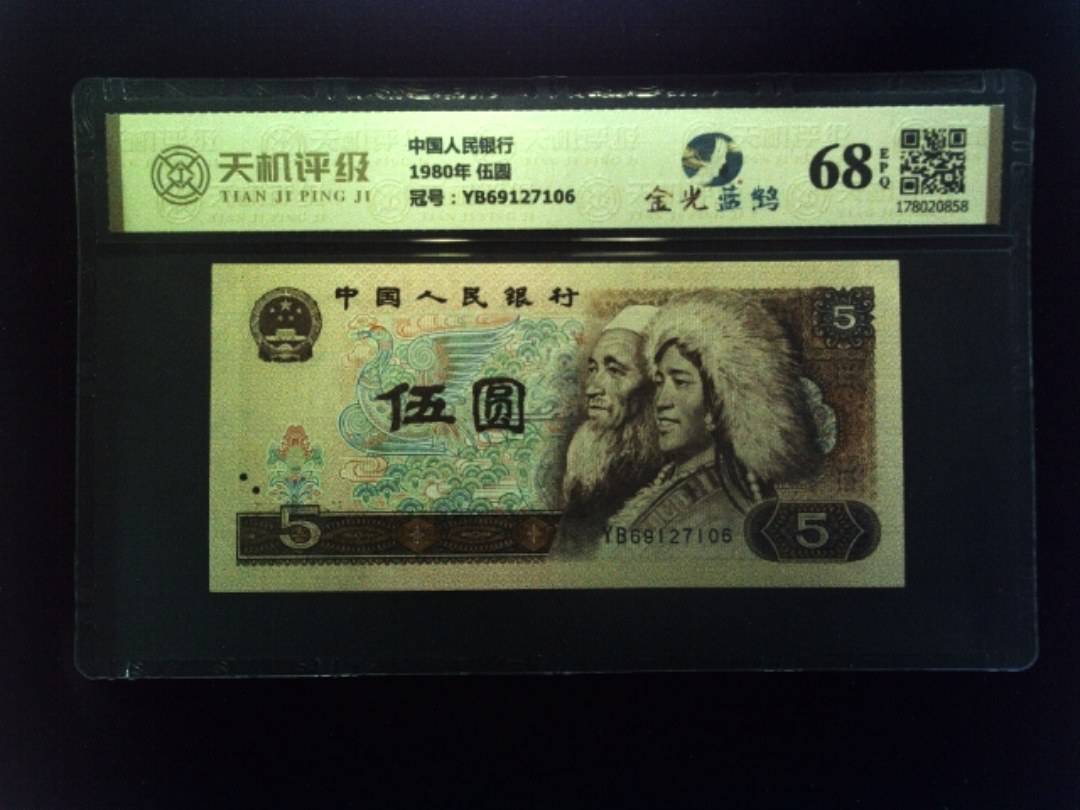 天机评级
TIAN JI PING JI
中国人民银行
1980年 伍圆
冠号：YB69127106
金光蓝鹤
68
EPQ
178020858
中国人民银行
5
伍圆
5
YB69127106
5